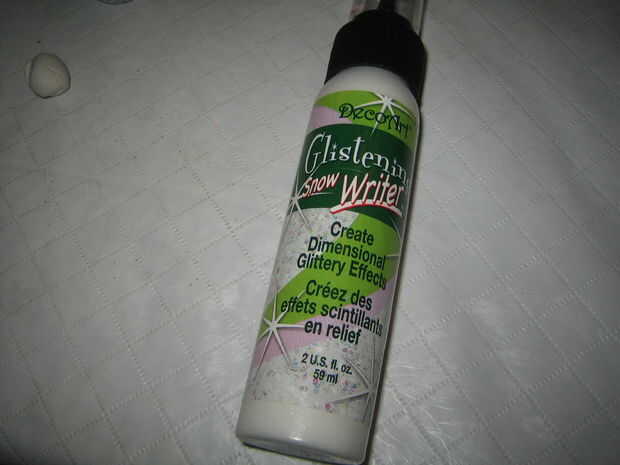 DecoArt
Glistening
Snow Writer
Create
Dimensional
Glittery Effects
Créez des
effets scintillants
en relief
2 U.S. fl. oz.
59 ml